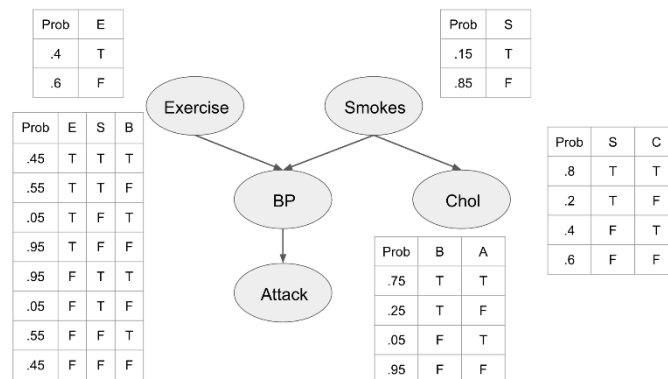 Prob E
.4 T
.6 F
Prob S
.15 T
.85 F
Exercise
Smokes
Prob E S B
.45 T T T
.55 T T F
.05 T F T
.95 T F F
.95 F T T
.05 F T F
.55 F F T
.45 F F F
BP
Chol
Prob S C
.8 T T
.2 T F
.4 F T
.6 F F
Attack
Prob B A
.75 T T
.25 T F
.05 F T
.95 F F